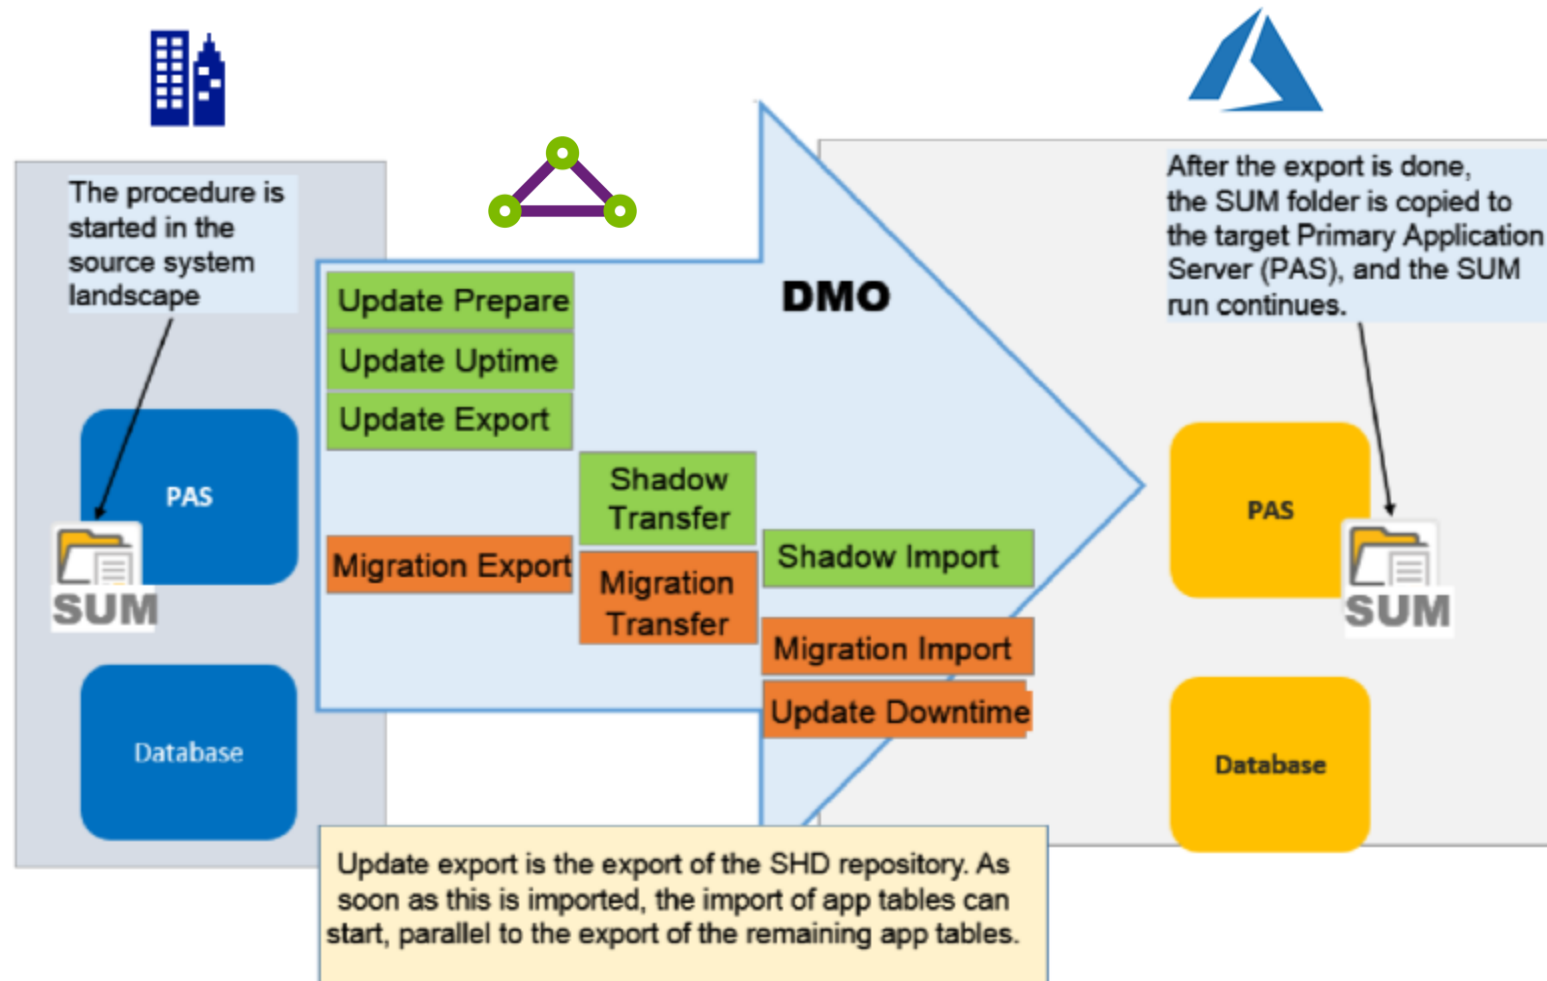 The procedure is
started in the
source system
landscape
PAS
SUM
Database
Update Prepare
Update Uptime
Update Export
Migration Export
Shadow
Transfer
Migration
Transfer
DMO
Shadow Import
Migration Import
Update Downtime
After the export is done,
the SUM folder is copied to
the target Primary Application
Server (PAS), and the SUM
run continues.
PAS
SUM
Database
Update export is the export of the SHD repository. As
soon as this is imported, the import of app tables can
start, parallel to the export of the remaining app tables.